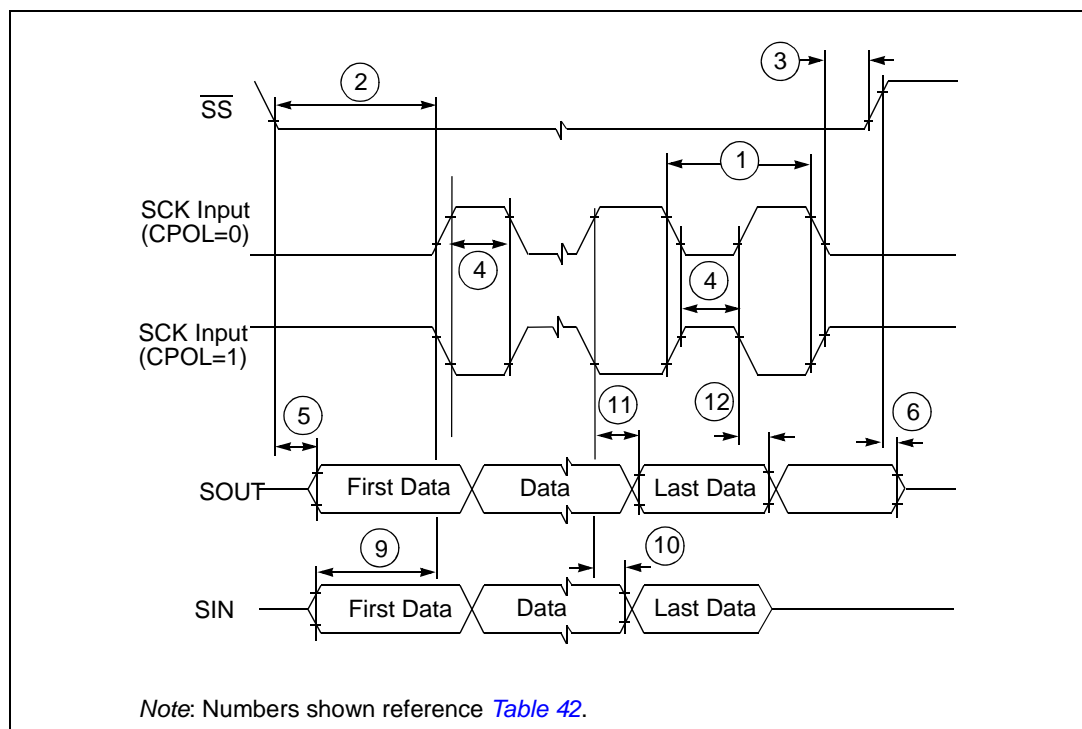 3
2
SS
1
SCK Input
(CPOL=0)
4
4
SCK Input
(CPOL=1)
5
11
12
6
SOUT
First Data
Data
Last Data
9
10
SIN
First Data
Data
Last Data
Note: Numbers shown reference Table 42.